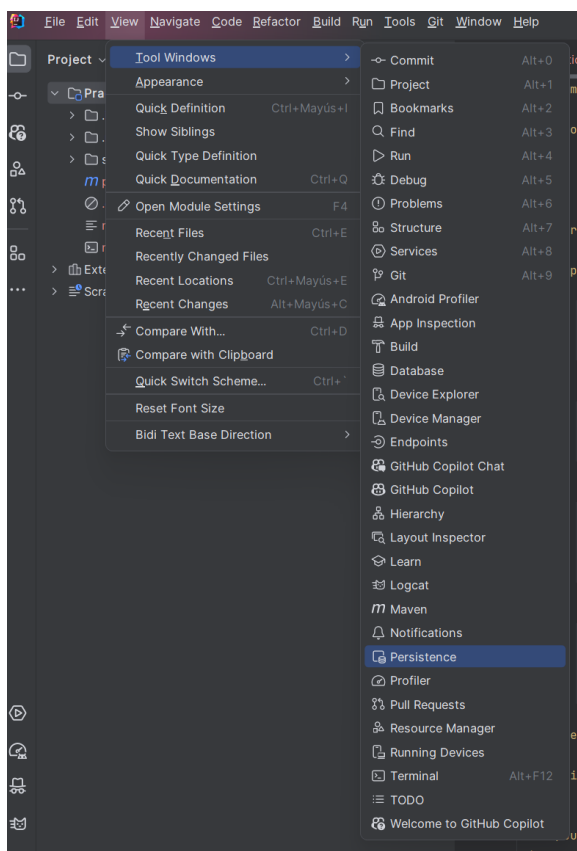 File Edit View Navigate Code Refactor Build Run Tools Git Window Help
Project
Pra
Exte
Scra
Tool Windows
Appearance
Quick Definition Ctrl+Mayús+I
Show Siblings
Quick Type Definition
Quick Documentation Ctrl+Q
Open Module Settings F4
Recent Files Ctrl+E
Recently Changed Files
Recent Locations Ctrl+Mayús+E
Recent Changes Alt+Mayús+C
Compare With... Ctrl+D
Compare with Clipboard
Quick Switch Scheme... Ctrl+`
Reset Font Size
Bidi Text Base Direction
Commit Alt+0
Project Alt+1
Bookmarks Alt+2
Find Alt+3
Run Alt+4
Debug Alt+5
Problems Alt+6
Structure Alt+7
Services Alt+8
Git Alt+9
Android Profiler
App Inspection
Build
Database
Device Explorer
Device Manager
Endpoints
GitHub Copilot Chat
GitHub Copilot
Hierarchy
Layout Inspector
Learn
Logcat
Maven
Notifications
Persistence
Profiler
Pull Requests
Resource Manager
Running Devices
Terminal Alt+F12
TODO
Welcome to GitHub Copilot